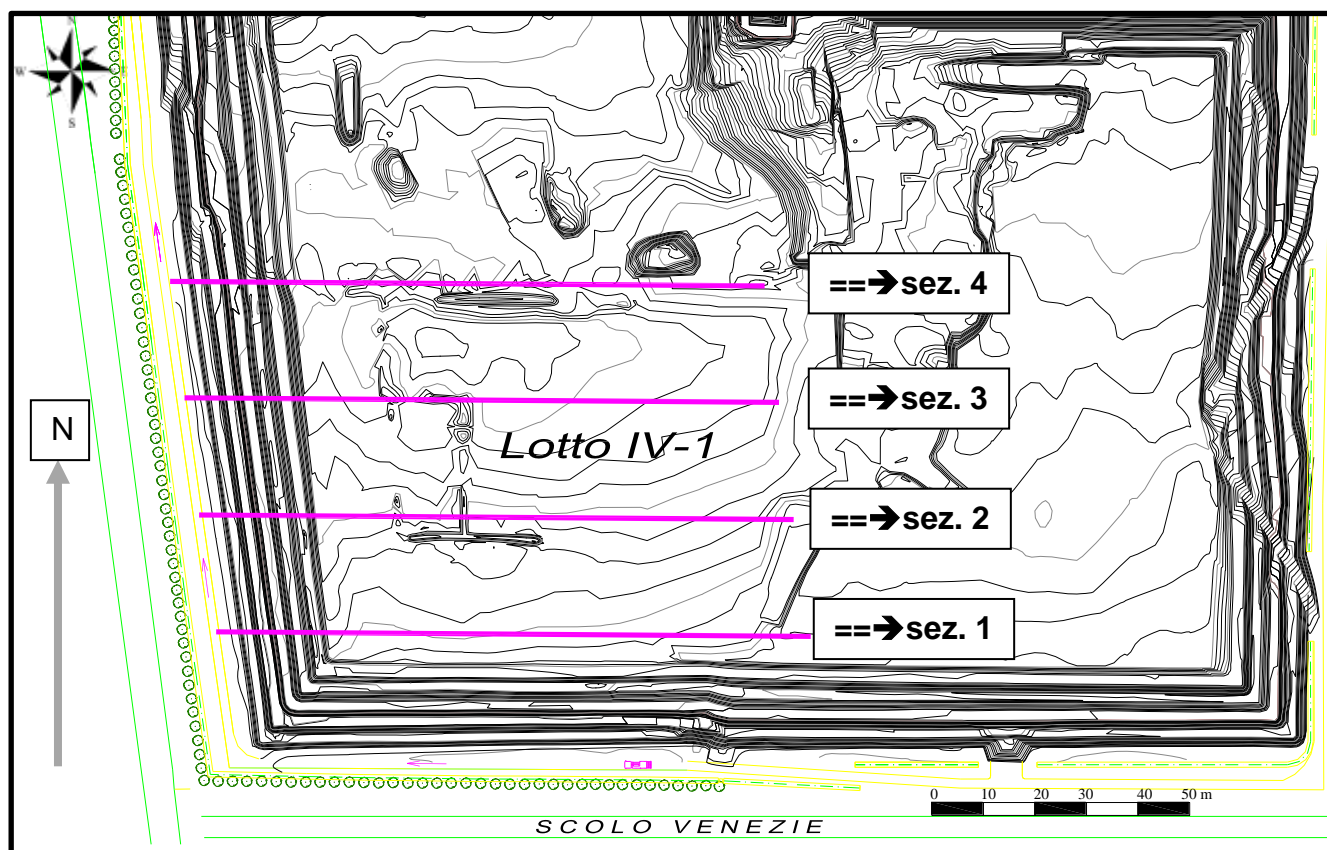 W
S
==➔sez. 4
==➔sez. 3
N
Lotto IV-1
==➔sez. 2
==➔sez. 1
0 10 20 30 40 50 m
SCOLO VENEZIE